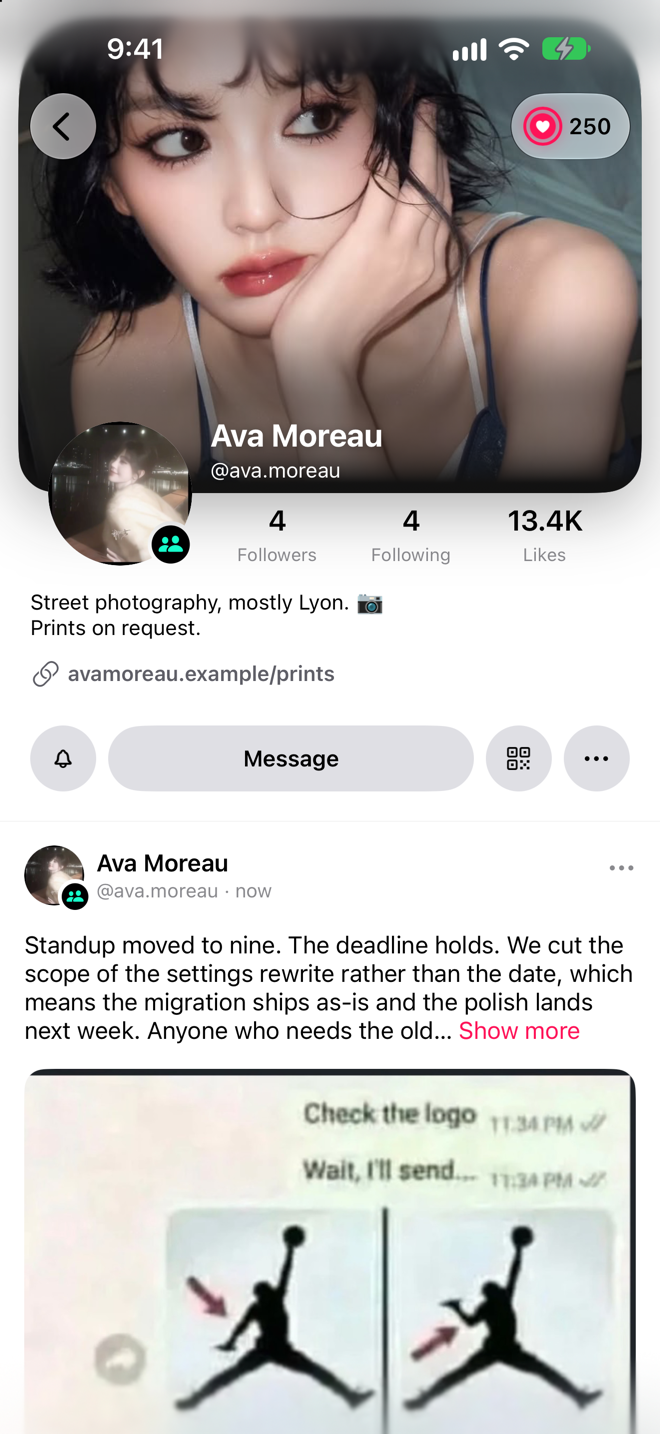 9:41
250
Ava Moreau
@ava.moreau
4 4 13.4K
Followers Following Likes
Street photography, mostly Lyon. 📷
Prints on request.
avamoreau.example/prints
Message
Ava Moreau
@ava.moreau · now
Standup moved to nine. The deadline holds. We cut the
scope of the settings rewrite rather than the date, which
means the migration ships as-is and the polish lands
next week. Anyone who needs the old... Show more
Check the logo 11:34 PM
Wait, I'll send... 11:34 PM